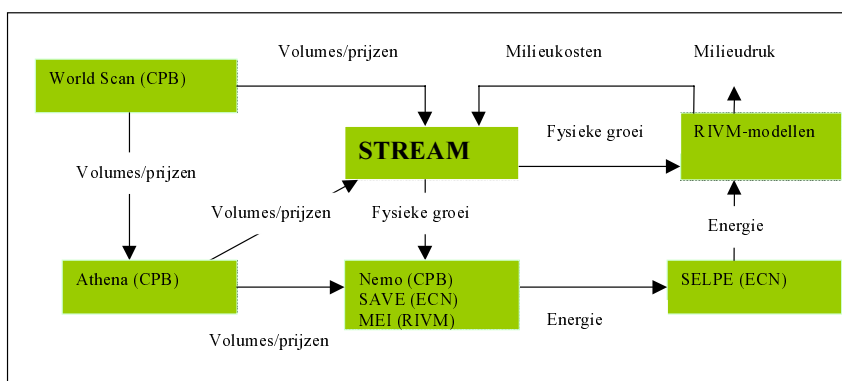 Volumes/prijzen
Milieukosten
Milieudruk
World Scan (CPB)
STREAM
Fysieke groei
RIVM-modellen
Volumes/prijzen
Volumes/prijzen
Fysieke groei
Energie
Athena (CPB)
Nemo (CPB)
SAVE (ECN)
MEI (RIVM)
SELPE (ECN)
Volumes/prijzen
Energie